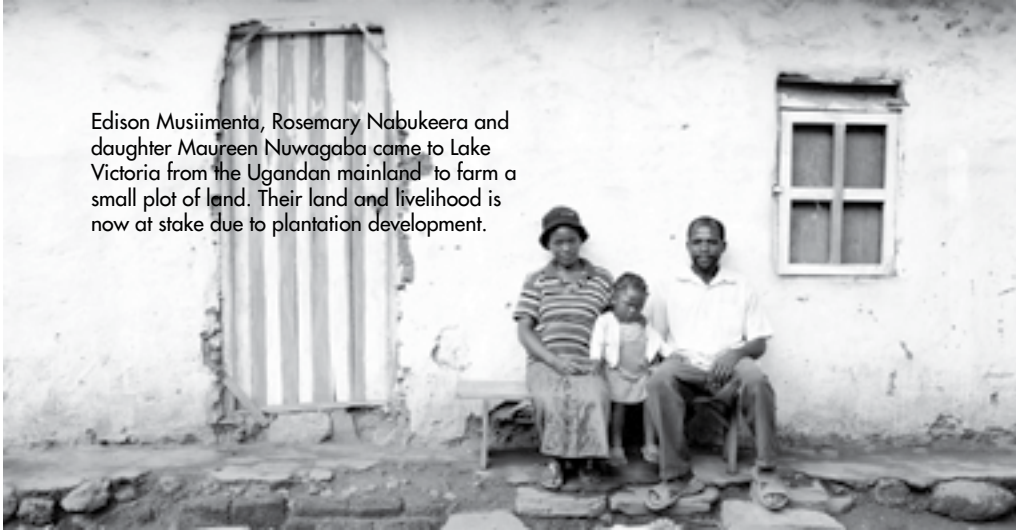 Edison Musiimenta, Rosemary Nabukeera and
daughter Maureen Nuwagaba came to Lake
Victoria from the Ugandan mainland  to farm a
small plot of land. Their land and livelihood is
now at stake due to plantation development.